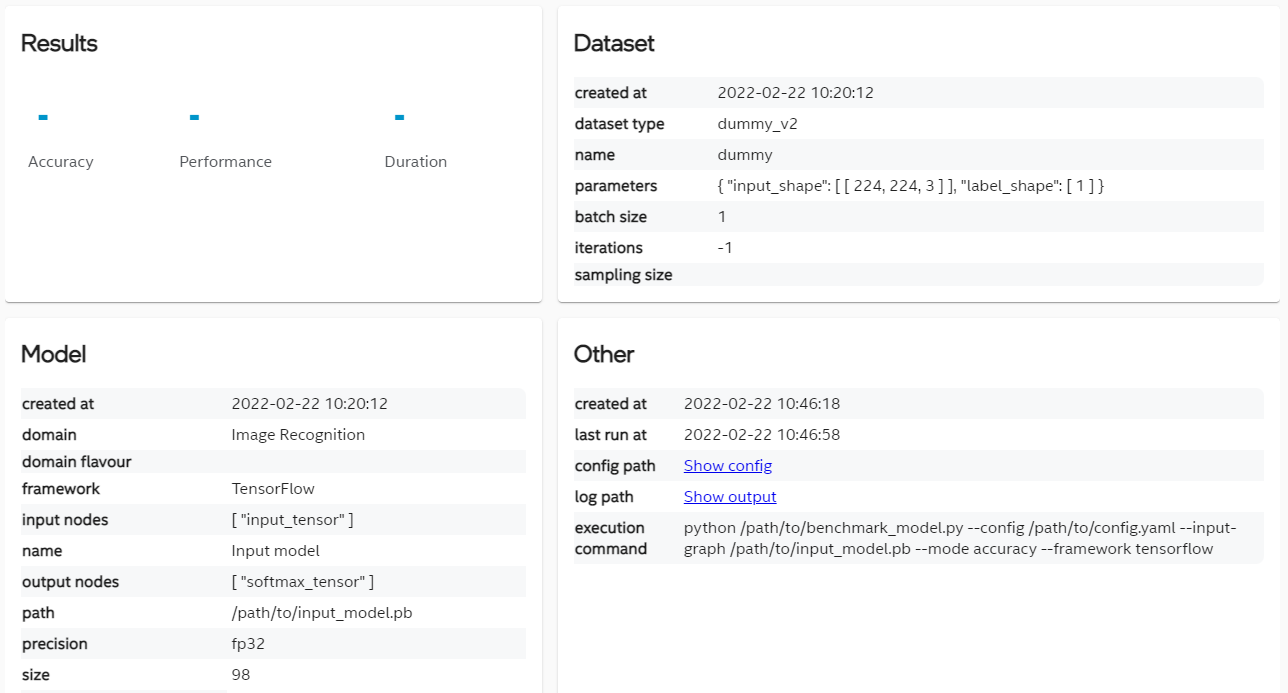 Results
-
-
-
Accuracy
Performance
Duration
Dataset
created at 2022-02-22 10:20:12
dataset type dummy_v2
name dummy
parameters { "input_shape": [ [ 224, 224, 3 ] ], "label_shape": [ 1 ] }
batch size 1
iterations -1
sampling size
Model
created at 2022-02-22 10:20:12
domain Image Recognition
domain flavour
framework TensorFlow
input nodes [ "input_tensor" ]
name Input model
output nodes [ "softmax_tensor" ]
path /path/to/input_model.pb
precision fp32
size 98
Other
created at 2022-02-22 10:46:18
last run at 2022-02-22 10:46:58
config path Show config
log path Show output
execution python /path/to/benchmark_model.py --config /path/to/config.yaml --input-
command graph /path/to/input_model.pb --mode accuracy --framework tensorflow